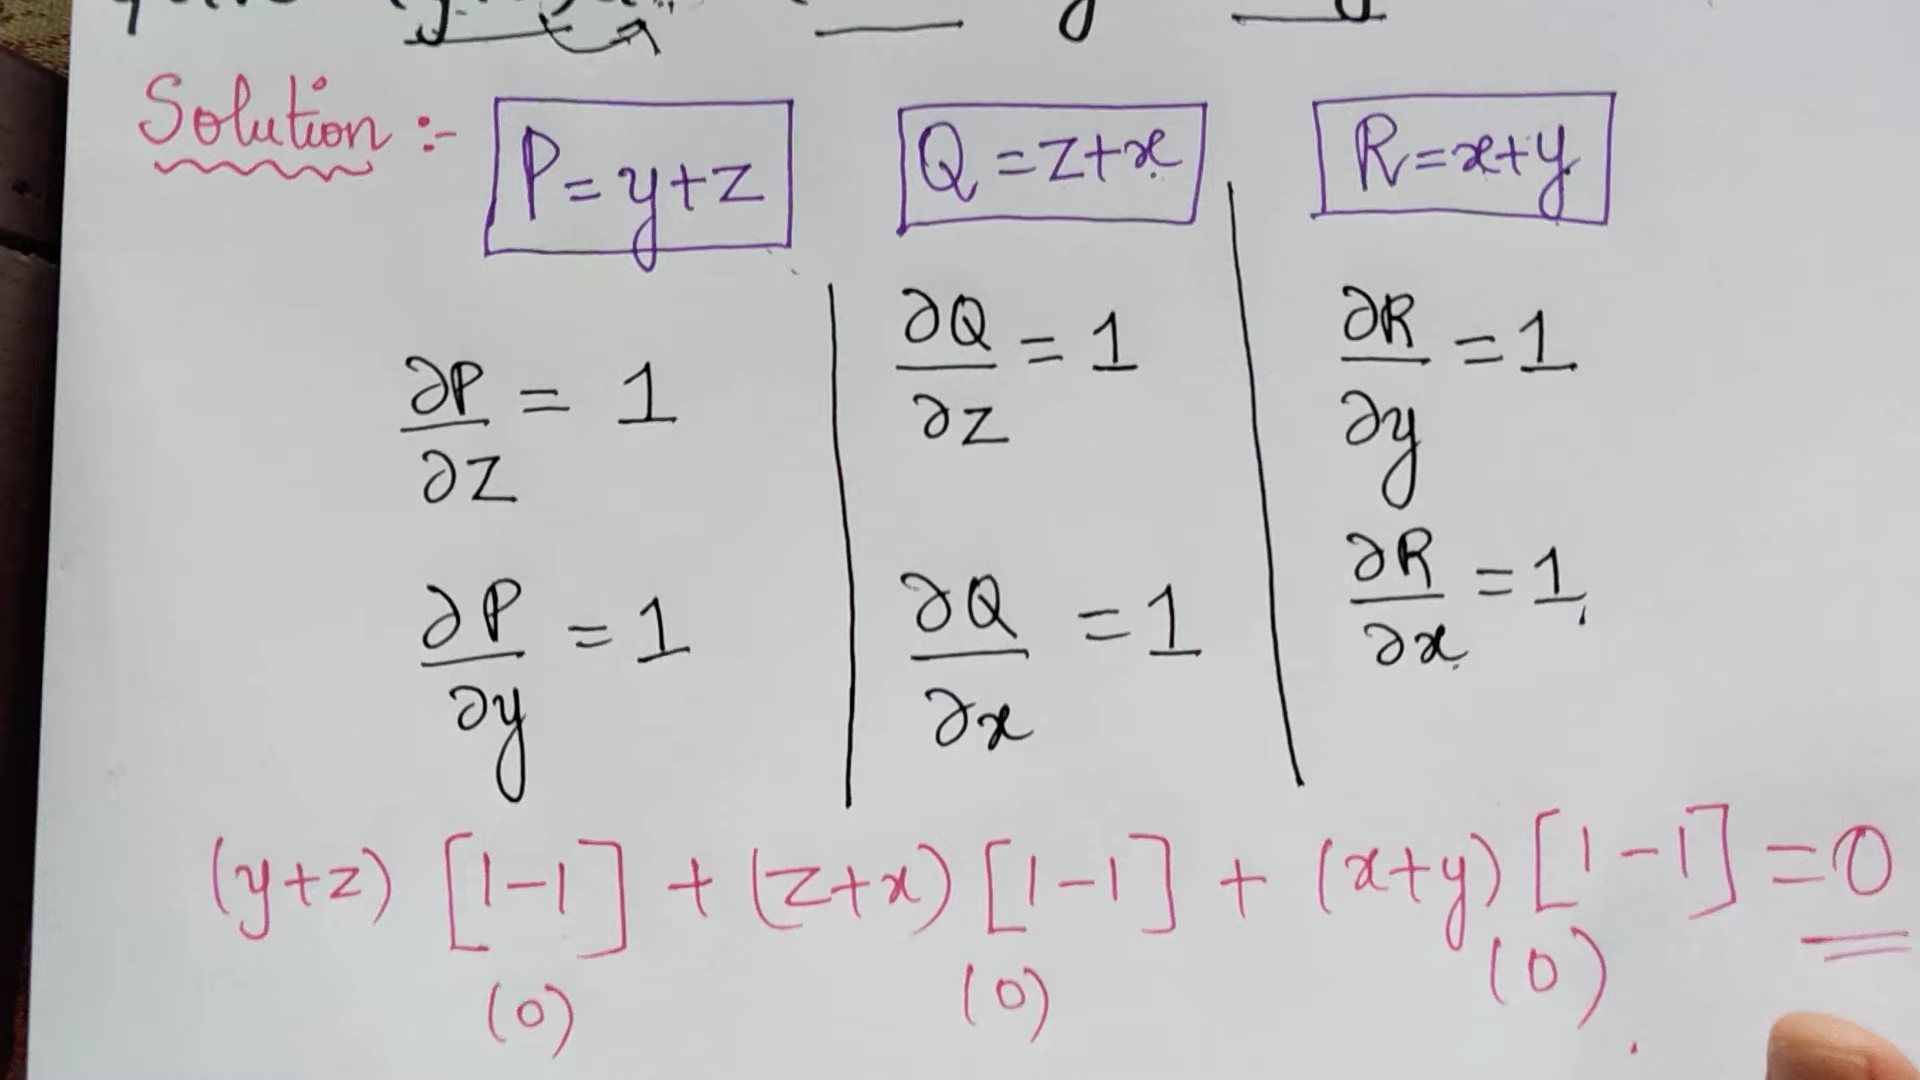 Solution :- P=y+z Q=z+x R=x+y
∂P/∂z = 1 ∂Q/∂z = 1 ∂R/∂y = 1
∂P/∂y = 1 ∂Q/∂x = 1 ∂R/∂x = 1
(y+z) [1-1] + (z+x) [1-1] + (x+y) [1-1] = 0
(0) (0) (0)